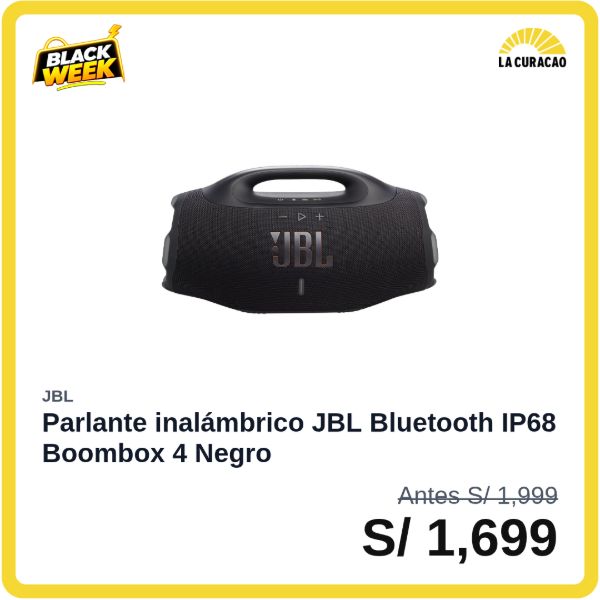 BLACK
WEEK
LA CURACAO
JBL
JBL
Parlante inalámbrico JBL Bluetooth IP68
Boombox 4 Negro
Antes S/ 1,999
S/ 1,699